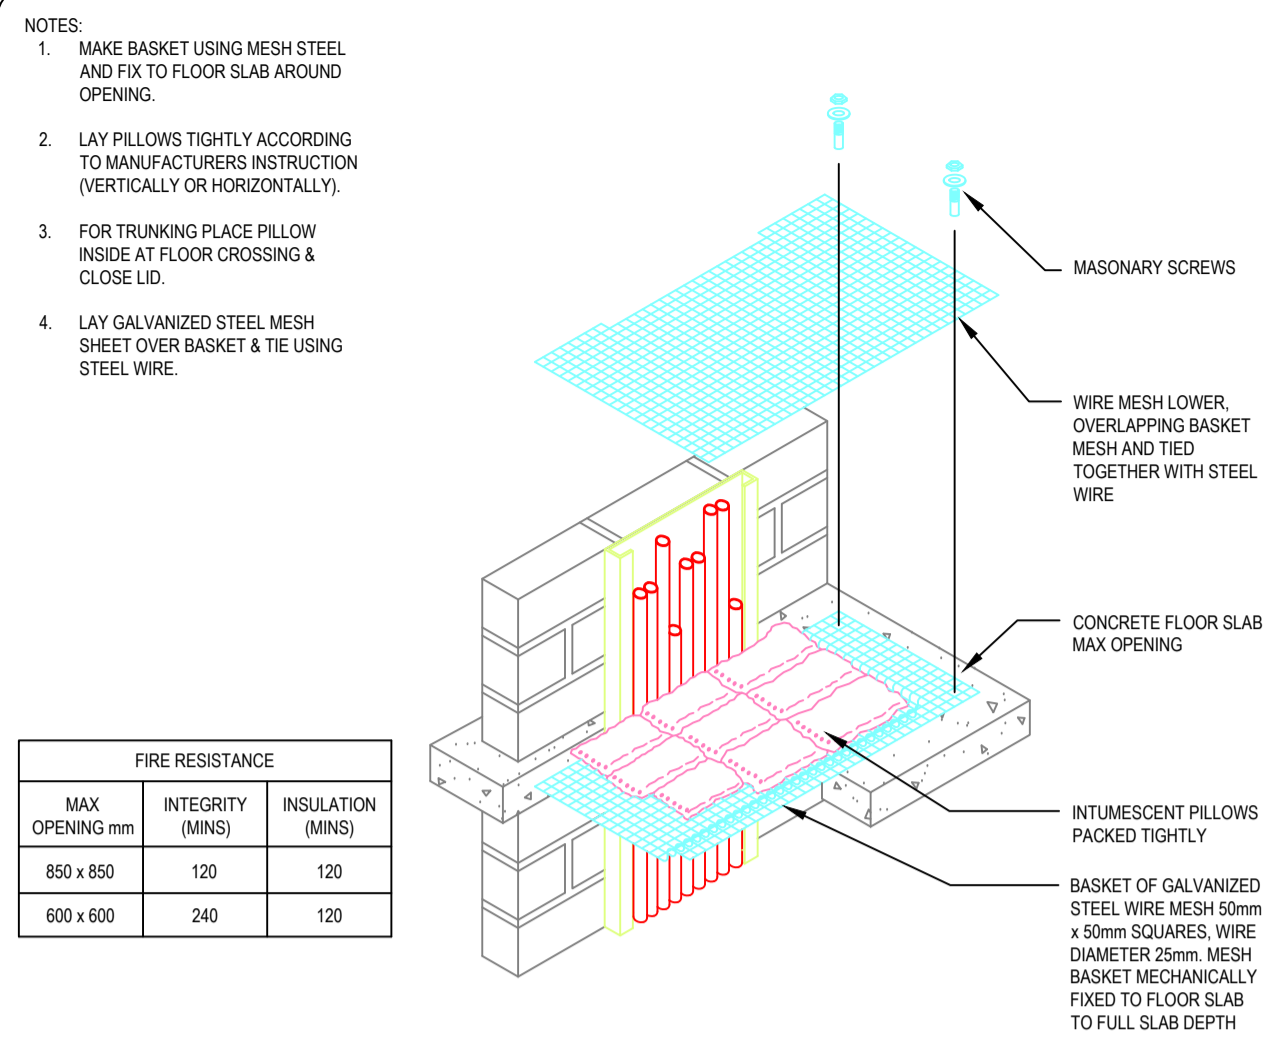 NOTES:
1. MAKE BASKET USING MESH STEEL
AND FIX TO FLOOR SLAB AROUND
OPENING.
2. LAY PILLOWS TIGHTLY ACCORDING
TO MANUFACTURERS INSTRUCTION
(VERTICALLY OR HORIZONTALLY).
3. FOR TRUNKING PLACE PILLOW
INSIDE AT FLOOR CROSSING &
CLOSE LID.
4. LAY GALVANIZED STEEL MESH
SHEET OVER BASKET & TIE USING
STEEL WIRE.
MASONARY SCREWS
WIRE MESH LOWER,
OVERLAPPING BASKET
MESH AND TIED
TOGETHER WITH STEEL
WIRE
CONCRETE FLOOR SLAB
MAX OPENING
INTUMESCENT PILLOWS
PACKED TIGHTLY
BASKET OF GALVANIZED
STEEL WIRE MESH 50mm
x 50mm SQUARES, WIRE
DIAMETER 25mm. MESH
BASKET MECHANICALLY
FIXED TO FLOOR SLAB
TO FULL SLAB DEPTH
FIRE RESISTANCE
MAX
OPENING mm
INTEGRITY
(MINS)
INSULATION
(MINS)
850 x 850 120 120
600 x 600 240 120